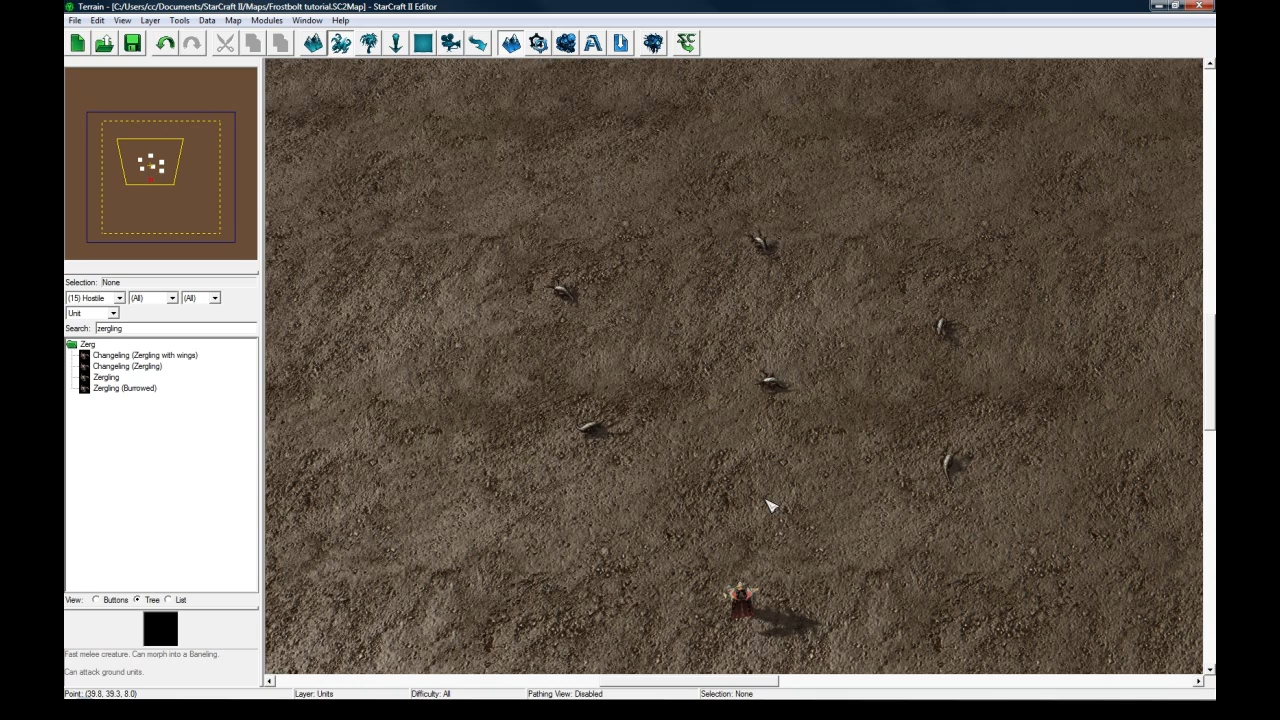 Terrain - [C:/Users/cc/Documents/StarCraft II/Maps/Frostbolt tutorial.SC2Map] - StarCraft II Editor
File Edit View Layer Tools Data Map Modules Window Help
Selection: None
(15) Hostile (All) (All)
Unit
Search: zergling
Zerg
Changeling (Zergling with wings)
Changeling (Zergling)
Zergling
Zergling (Burrowed)
View: Buttons Tree List
Fast melee creature. Can morph into a Baneling.
Can attack ground units.
Point: (39.8, 39.3, 8.0) Layer: Units Difficulty: All Pathing View: Disabled Selection: None